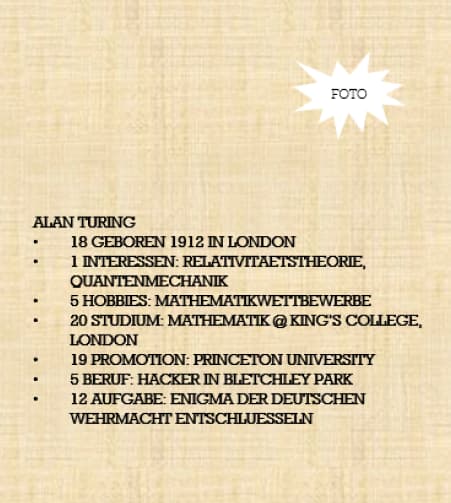 FOTO
ALAN TURING
• 18 GEBOREN 1912 IN LONDON
• 1 INTERESSEN: RELATIVITAETSTHEORIE,
QUANTENMECHANIK
• 5 HOBBIES: MATHEMATIKWETTBEWERBE
• 20 STUDIUM: MATHEMATIK @ KING'S COLLEGE,
LONDON
• 19 PROMOTION: PRINCETON UNIVERSITY
• 5 BERUF: HACKER IN BLETCHLEY PARK
• 12 AUFGABE: ENIGMA DER DEUTSCHEN
WEHRMACHT ENTSCHLUESSELN